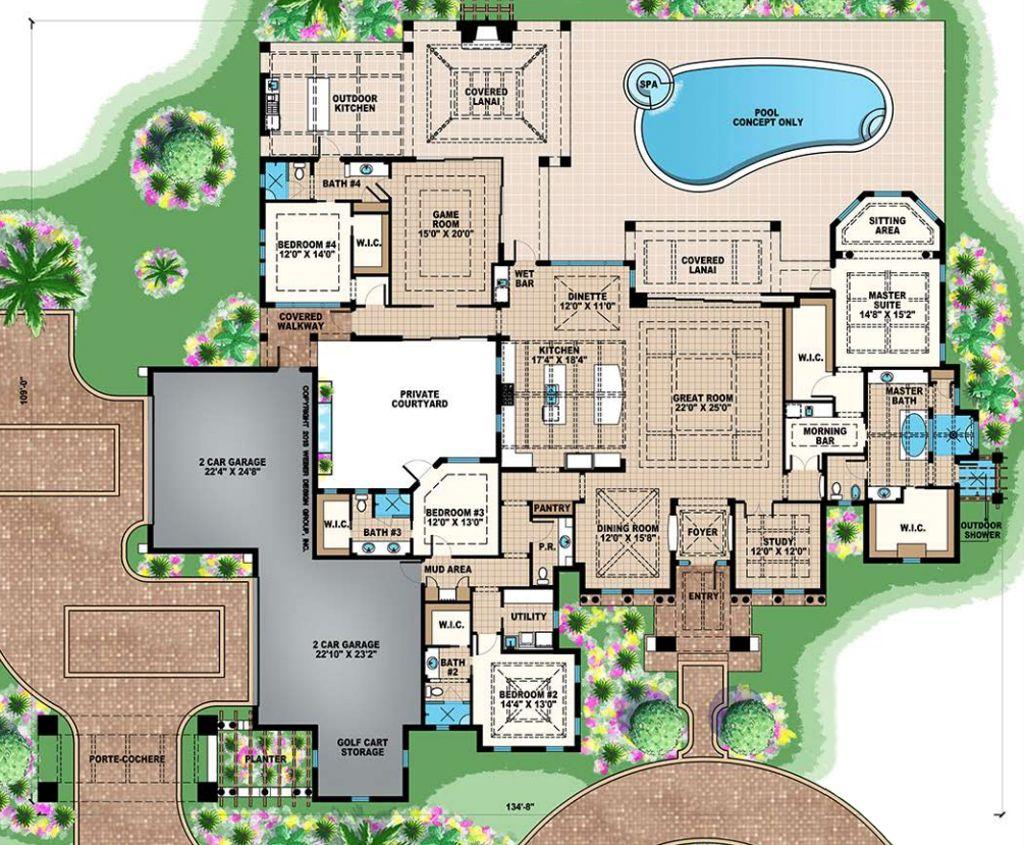 OUTDOOR
KITCHEN
COVERED
LANAI
SPA
POOL
CONCEPT ONLY
BATH #4
BEDROOM #4
12'0" X 14'0"
W.I.C.
GAME
ROOM
15'0" X 20'0"
WET
BAR
COVERED
LANAI
SITTING
AREA
MASTER
SUITE
14'8" X 15'2"
COVERED
WALKWAY
DINETTE
12'0" X 11'0"
KITCHEN
17'4" X 18'4"
GREAT ROOM
22'0" X 25'0"
W.I.C.
MASTER
BATH
MORNING
BAR
109'-0"
PRIVATE
COURTYARD
COPYRIGHT 2015 WEBER DESIGN GROUP, INC.
2 CAR GARAGE
22'4" X 24'8"
W.I.C.
BATH #3
BEDROOM #3
12'0" X 13'0"
PANTRY
P.R.
DINING ROOM
12'0" X 15'8"
FOYER
STUDY
12'0" X 12'0"
W.I.C.
OUTDOOR
SHOWER
MUD AREA
ENTRY
W.I.C.
UTILITY
2 CAR GARAGE
22'10" X 23'2"
BATH
#2
BEDROOM #2
14'4" X 13'0"
GOLF CART
STORAGE
PORTE-COCHERE
PLANTER
134'-8"